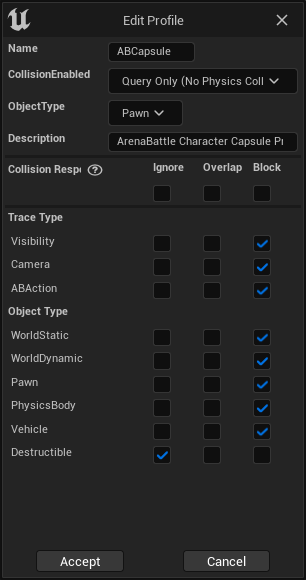 Edit Profile
Name ABCapsule
CollisionEnabled Query Only (No Physics Coll
ObjectType Pawn
Description ArenaBattle Character Capsule Pr
Collision Resp ? Ignore Overlap Block
Trace Type
Visibility
Camera
ABAction
Object Type
WorldStatic
WorldDynamic
Pawn
PhysicsBody
Vehicle
Destructible
Accept Cancel